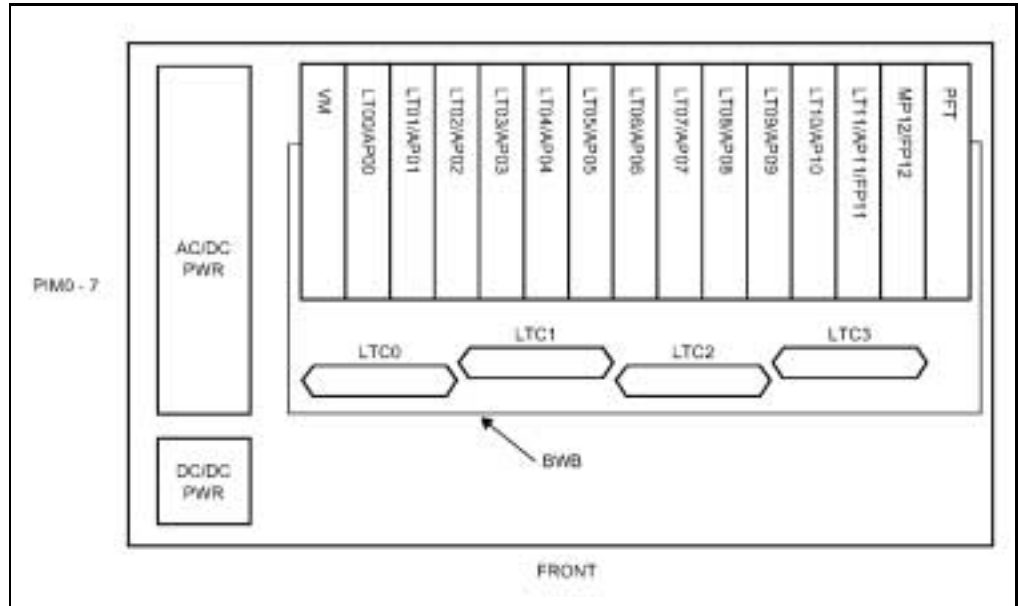 VM
LT00/AP00
LT01/AP01
LT02/AP02
LT03/AP03
LT04/AP04
LT05/AP05
LT06/AP06
LT07/AP07
LT08/AP08
LT09/AP09
LT10/AP10
LT11/AP11/FP11
MP12/FP12
PFT
AC/DC
PWR
PIM0 - 7
LTC0
LTC1
LTC2
LTC3
BWB
DC/DC
PWR
FRONT